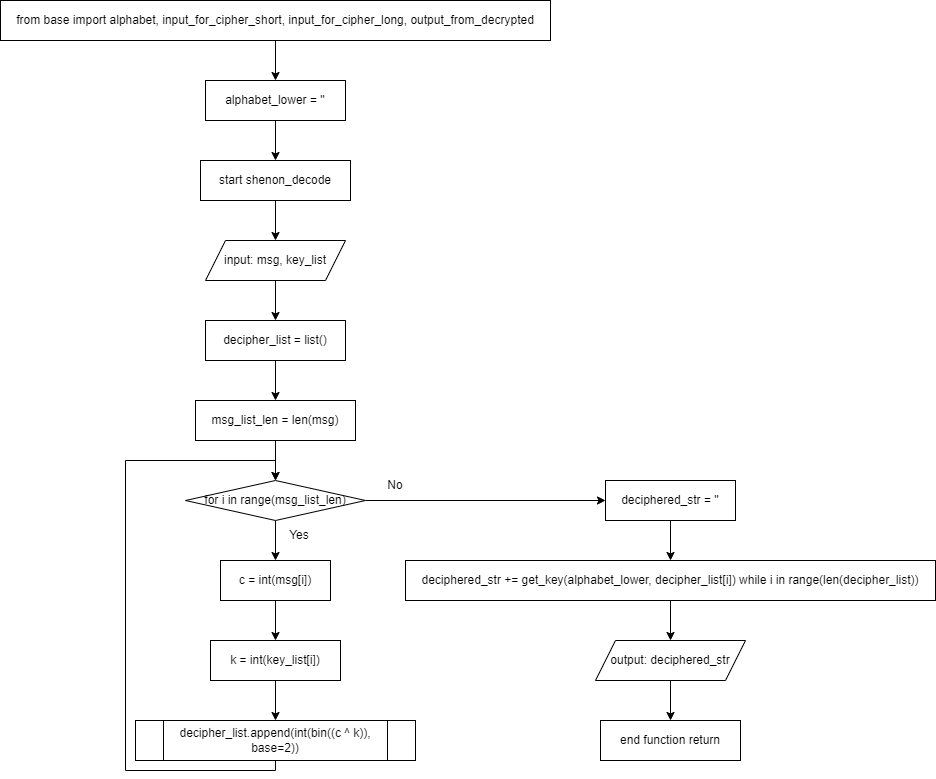 from base import alphabet, input_for_cipher_short, input_for_cipher_long, output_from_decrypted
alphabet_lower = "
start shenon_decode
input: msg, key_list
decipher_list = list()
msg_list_len = len(msg)
for i in range(msg_list_len)
No
Yes
c = int(msg[i])
k = int(key_list[i])
decipher_list.append(int(bin((c ^ k)),
base=2))
deciphered_str = "
deciphered_str += get_key(alphabet_lower, decipher_list[i]) while i in range(len(decipher_list))
output: deciphered_str
end function return